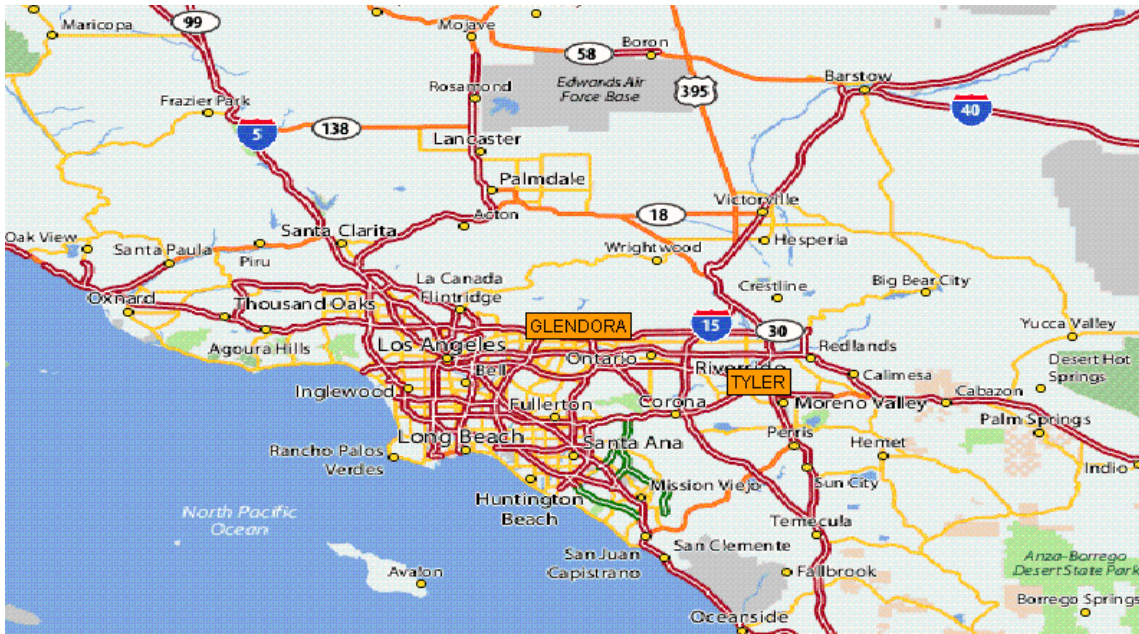 99
Maricopa
Mojave
Boron
58
Edwards Air
Force Base
395
Barstow
40
Frazier Park
Rosamond
5
138
Lancaster
Palmdale
Acton
18
Victorville
Hesperia
Oak View
Santa Paula
Piru
Santa Clarita
Wrightwood
Crestline
Big Bear City
La Canada
Flintridge
Oxnard
Thousand Oaks
GLENDORA
15
30
Yucca Valley
Agoura Hills
Los Angeles
Ontario
Redlands
Desert Hot
Springs
Bell
Riverside
TYLER
Calimesa
Inglewood
Fullerton
Corona
Moreno Valley
Cabazon
Palm Springs
Long Beach
Santa Ana
Perris
Hemet
Rancho Palos
Verdes
Indio
Mission Viejo
Sun City
Huntington
Beach
North Pacific
Ocean
Temecula
San Juan
Capistrano
San Clemente
Fallbrook
Anza-Borrego
Desert State Park
Avalon
Borrego Springs
Oceanside